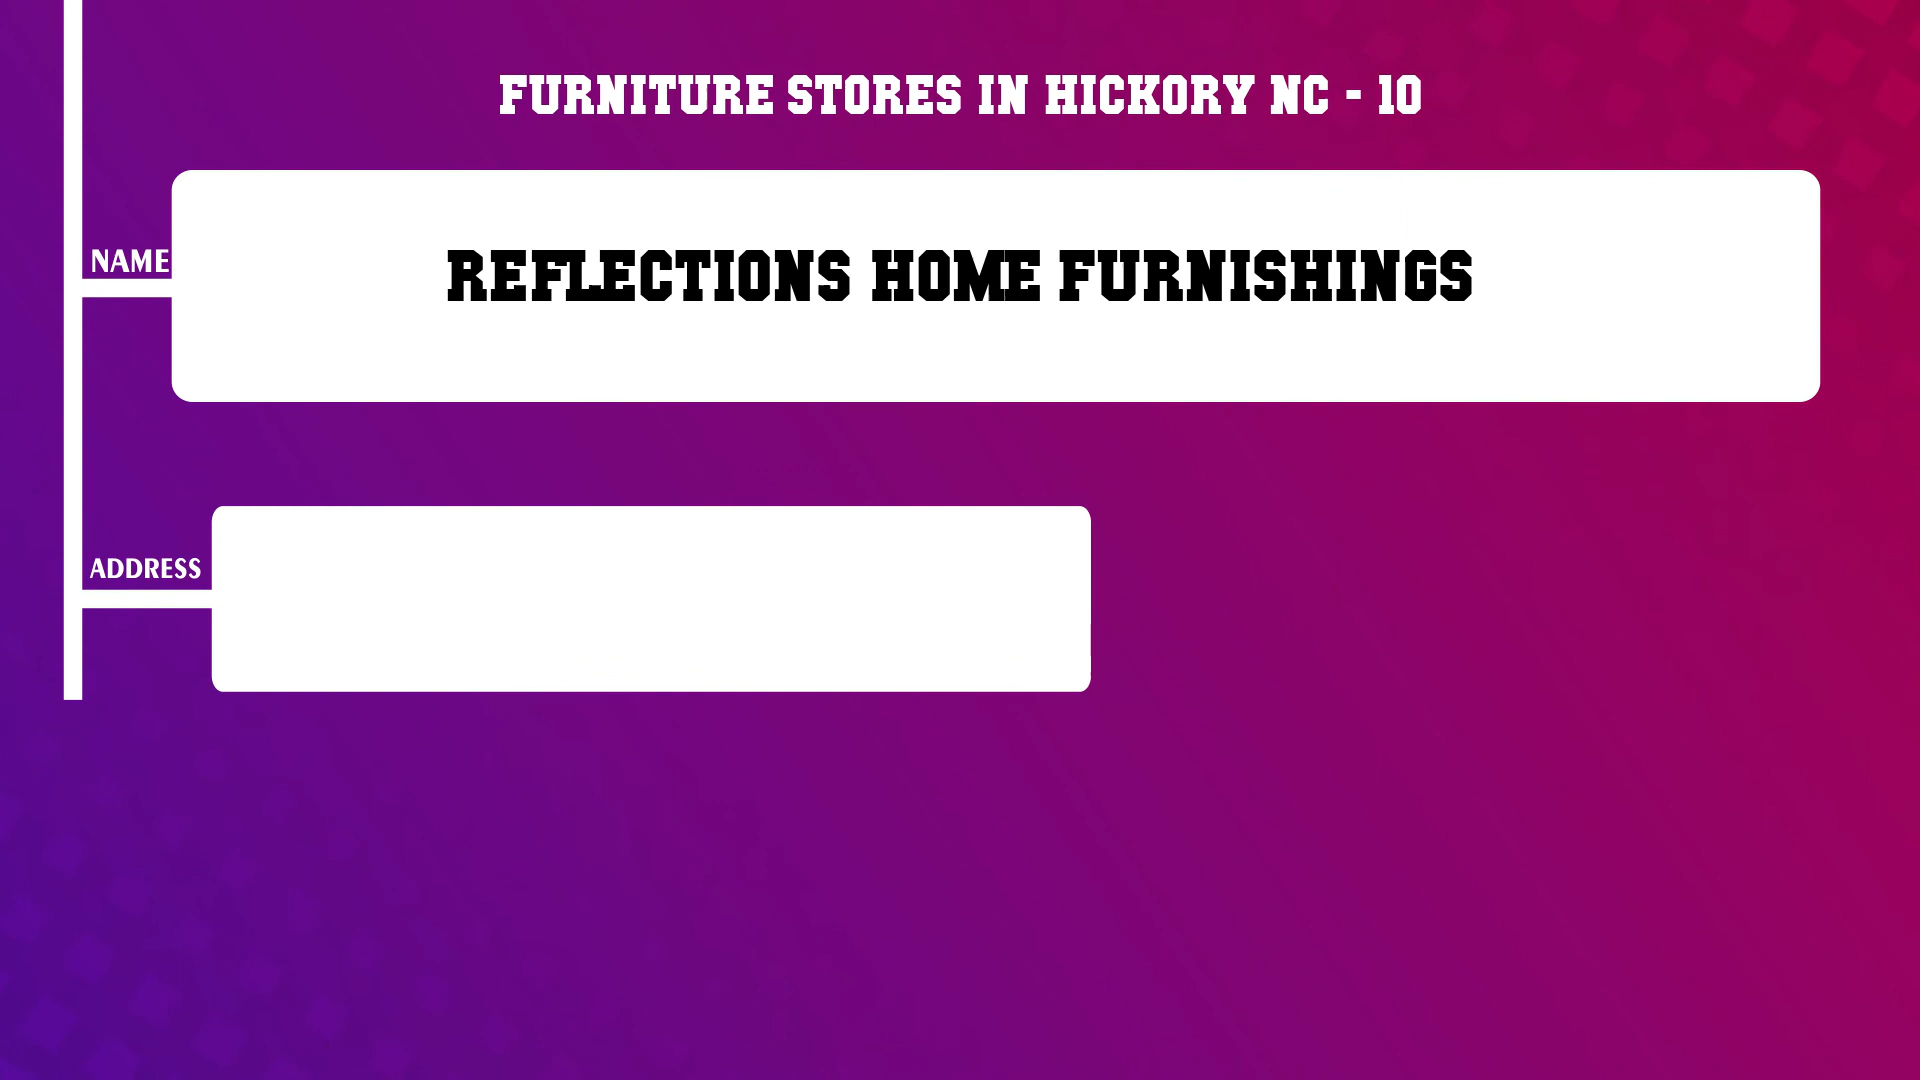 FURNITURE STORES IN HICKORY NC - 10
NAME
REFLECTIONS HOME FURNISHINGS
ADDRESS